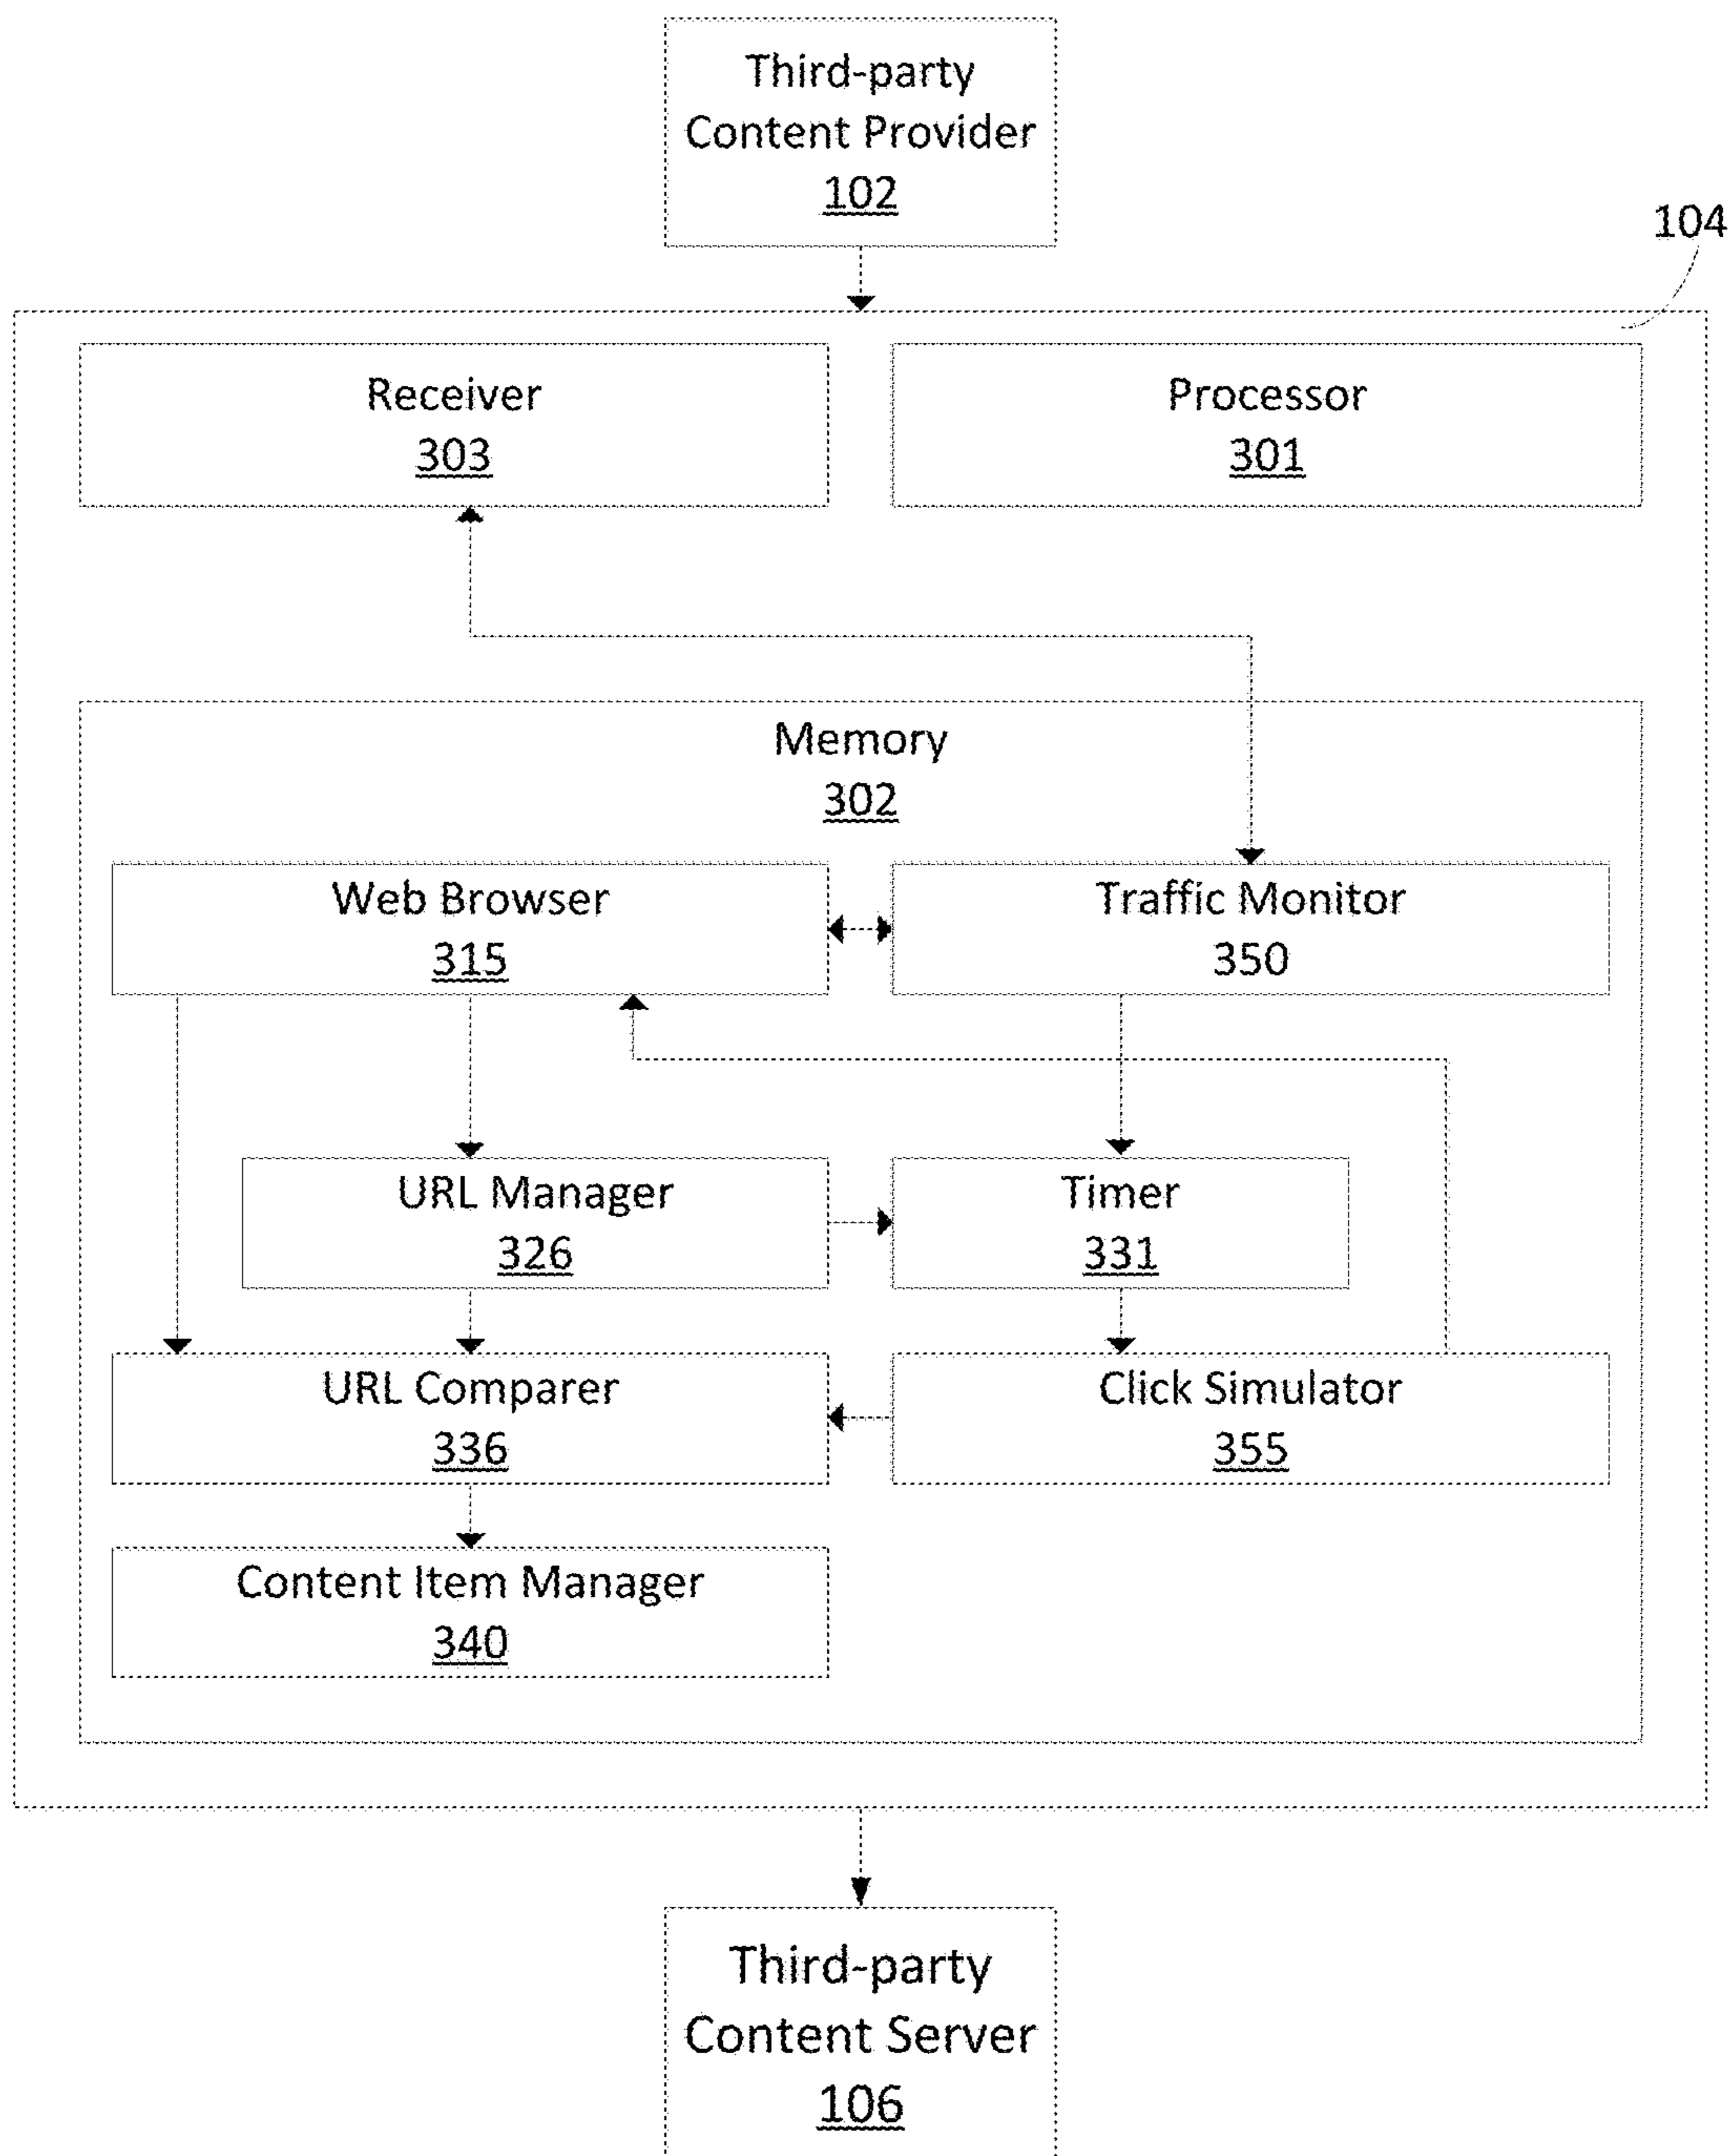 Third-party
Content Provider
102
104
Receiver
303
Processor
301
Memory
302
Web Browser
315
Traffic Monitor
350
URL Manager
326
Timer
331
URL Comparer
336
Click Simulator
355
Content Item Manager
340
Third-party
Content Server
106